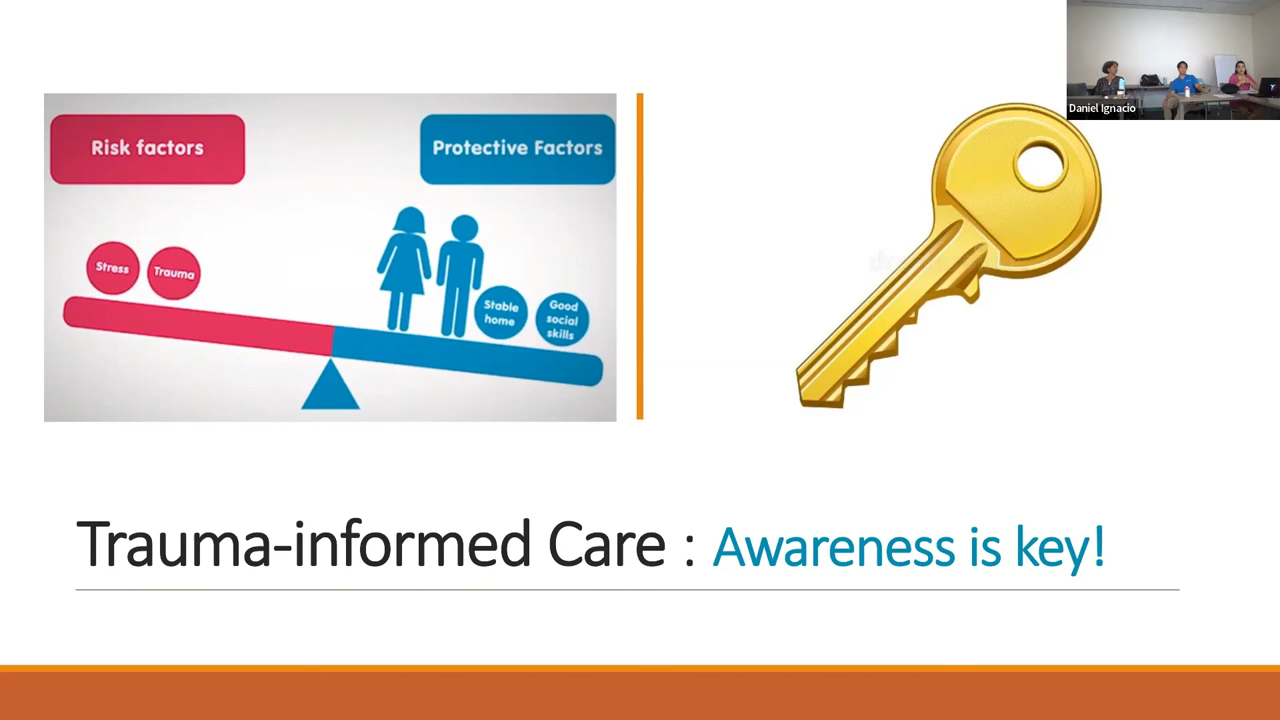 Risk factors
Protective Factors
Stress
Trauma
Stable
home
Good
social
skills
Daniel Ignacio
Trauma-informed Care : Awareness is key!